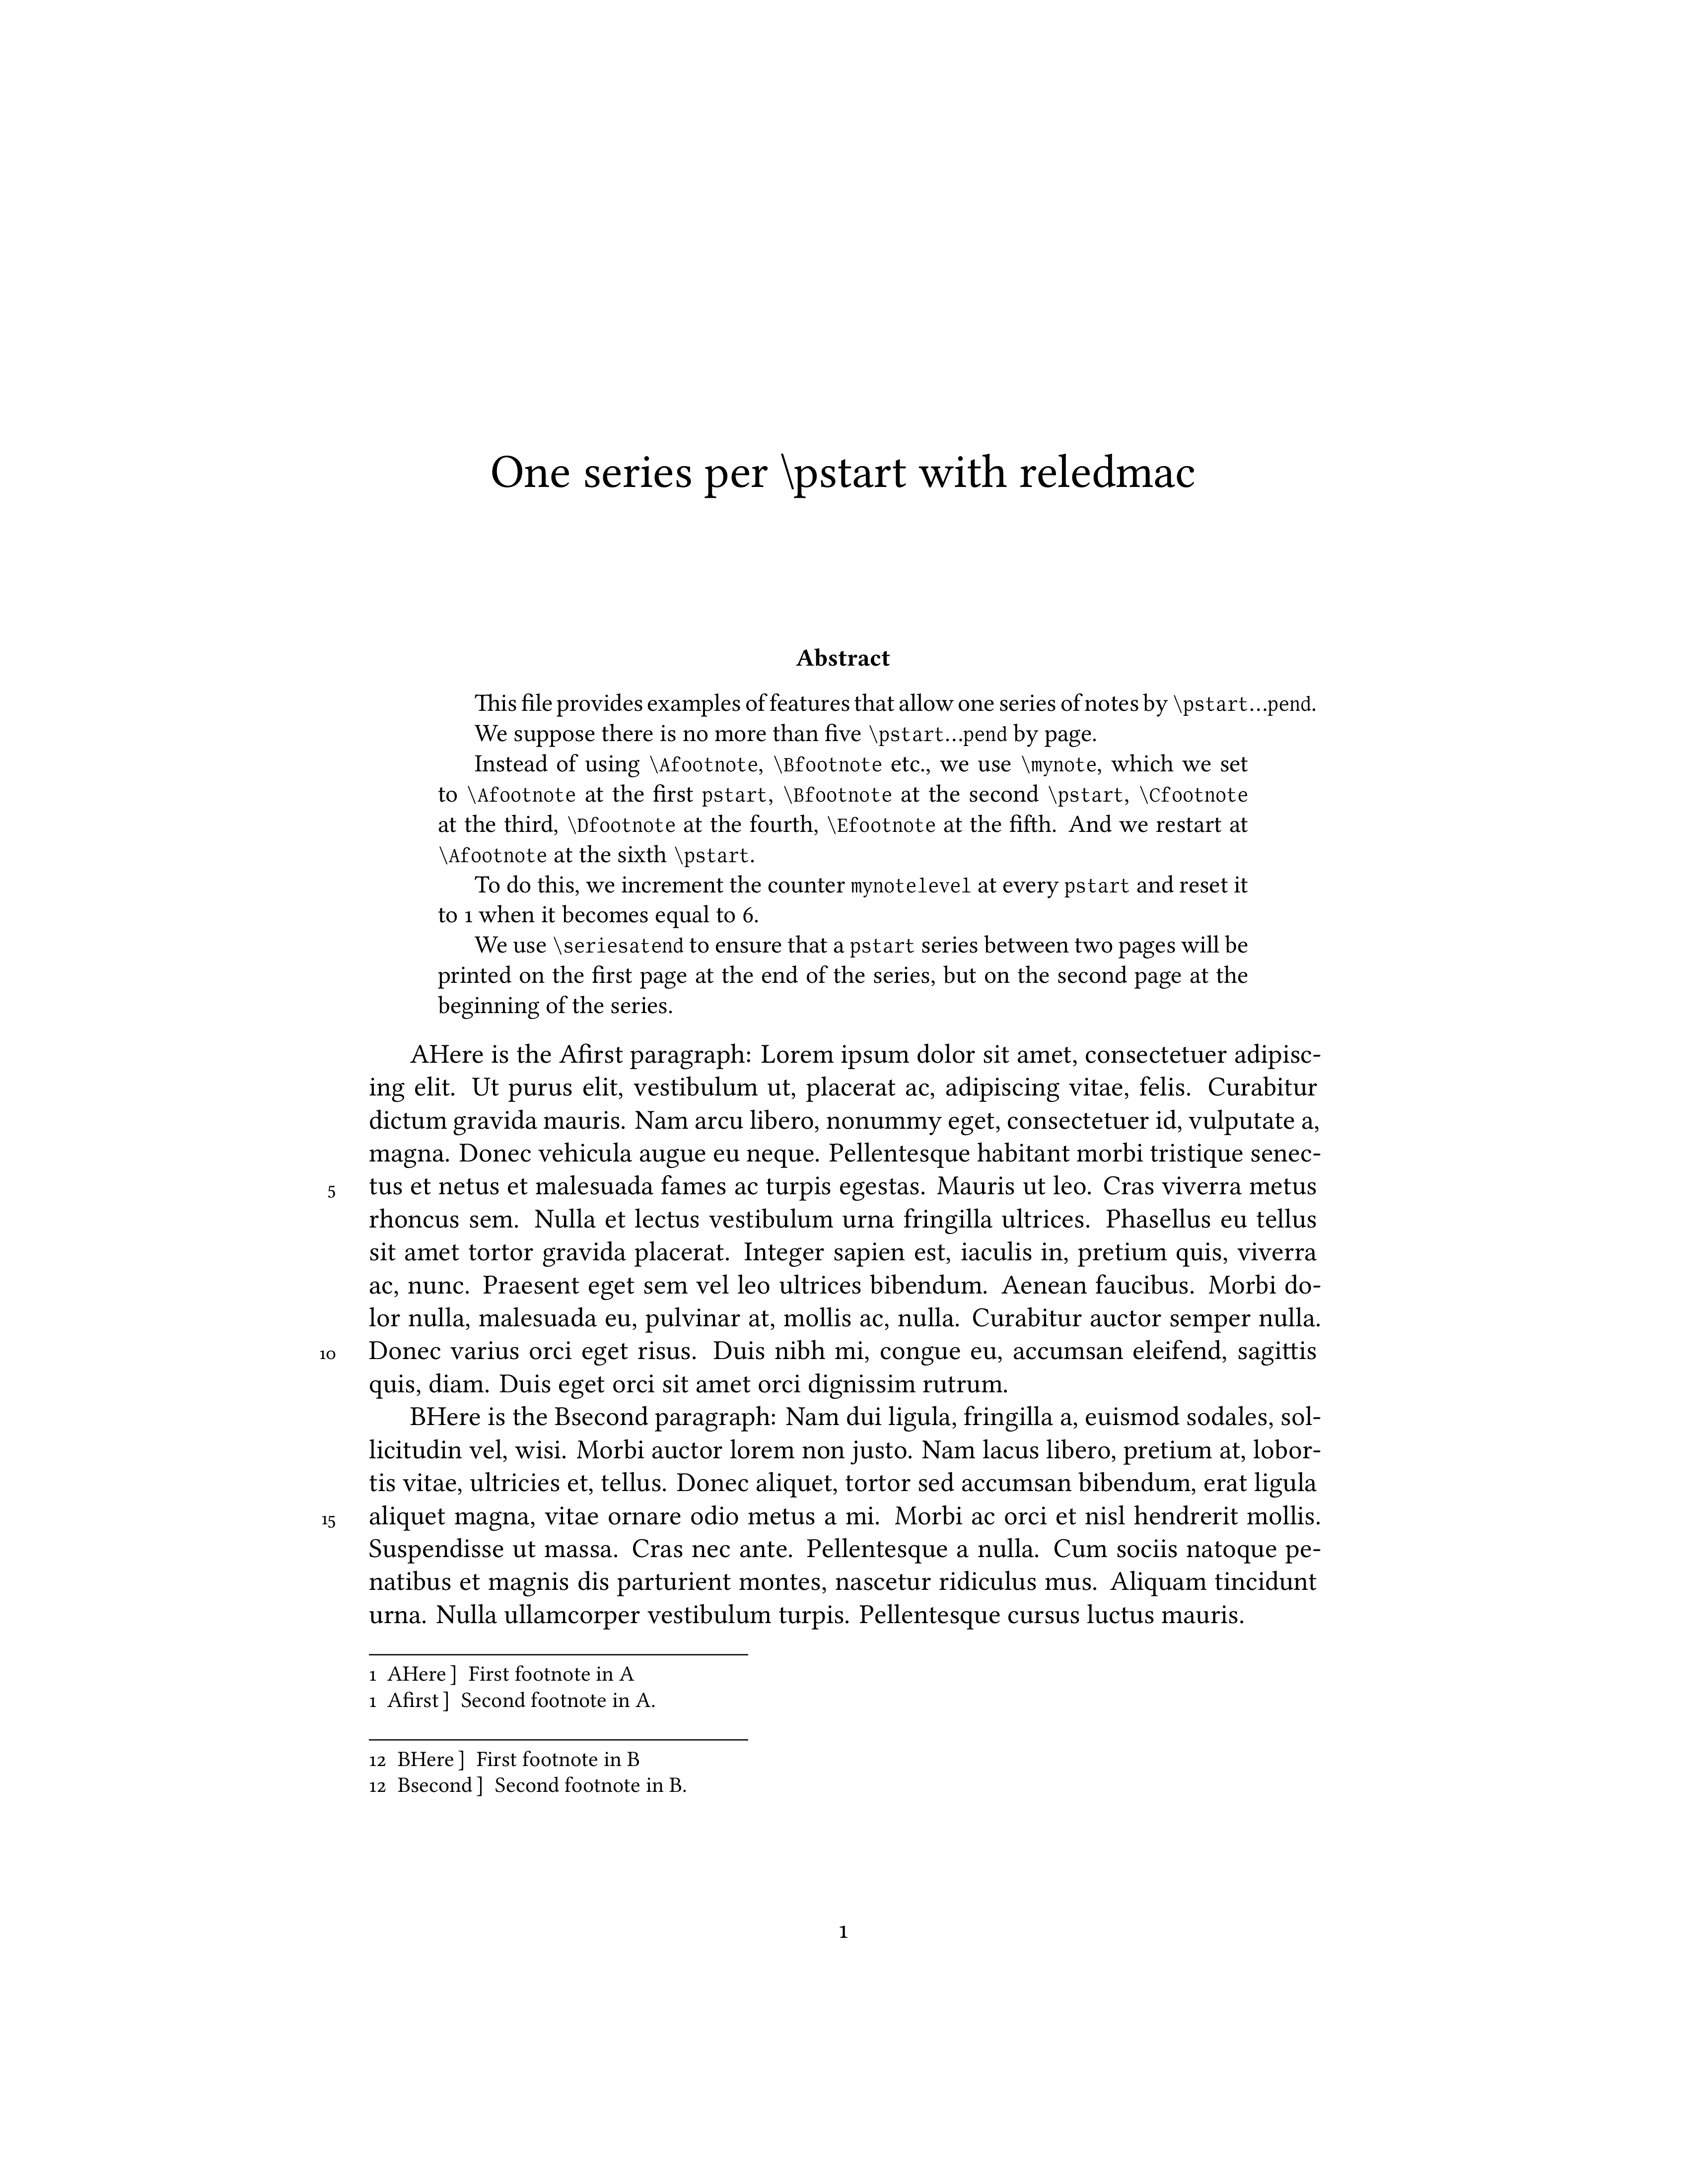 One series per \pstart with reledmac
Abstract
This file provides examples of features that allow one series of notes by \pstart…pend.
We suppose there is no more than five \pstart…pend by page.
Instead of using \Afootnote, \Bfootnote etc., we use \mynote, which we set
to \Afootnote at the first pstart, \Bfootnote at the second \pstart, \Cfootnote
at the third, \Dfootnote at the fourth, \Efootnote at the fifth. And we restart at
\Afootnote at the sixth \pstart.
To do this, we increment the counter mynotelevel at every pstart and reset it
to 1 when it becomes equal to 6.
We use \seriesatend to ensure that a pstart series between two pages will be
printed on the first page at the end of the series, but on the second page at the
beginning of the series.
AHere is the Afirst paragraph: Lorem ipsum dolor sit amet, consectetuer adipisc-
ing elit. Ut purus elit, vestibulum ut, placerat ac, adipiscing vitae, felis. Curabitur
dictum gravida mauris. Nam arcu libero, nonummy eget, consectetuer id, vulputate a,
magna. Donec vehicula augue eu neque. Pellentesque habitant morbi tristique senec-
5 tus et netus et malesuada fames ac turpis egestas. Mauris ut leo. Cras viverra metus
rhoncus sem. Nulla et lectus vestibulum urna fringilla ultrices. Phasellus eu tellus
sit amet tortor gravida placerat. Integer sapien est, iaculis in, pretium quis, viverra
ac, nunc. Praesent eget sem vel leo ultrices bibendum. Aenean faucibus. Morbi do-
lor nulla, malesuada eu, pulvinar at, mollis ac, nulla. Curabitur auctor semper nulla.
10 Donec varius orci eget risus. Duis nibh mi, congue eu, accumsan eleifend, sagittis
quis, diam. Duis eget orci sit amet orci dignissim rutrum.
BHere is the Bsecond paragraph: Nam dui ligula, fringilla a, euismod sodales, sol-
licitudin vel, wisi. Morbi auctor lorem non justo. Nam lacus libero, pretium at, lobor-
tis vitae, ultricies et, tellus. Donec aliquet, tortor sed accumsan bibendum, erat ligula
15 aliquet magna, vitae ornare odio metus a mi. Morbi ac orci et nisl hendrerit mollis.
Suspendisse ut massa. Cras nec ante. Pellentesque a nulla. Cum sociis natoque pe-
natibus et magnis dis parturient montes, nascetur ridiculus mus. Aliquam tincidunt
urna. Nulla ullamcorper vestibulum turpis. Pellentesque cursus luctus mauris.
1 AHere ] First footnote in A
1 Afirst ] Second footnote in A.
12 BHere ] First footnote in B
12 Bsecond ] Second footnote in B.
1